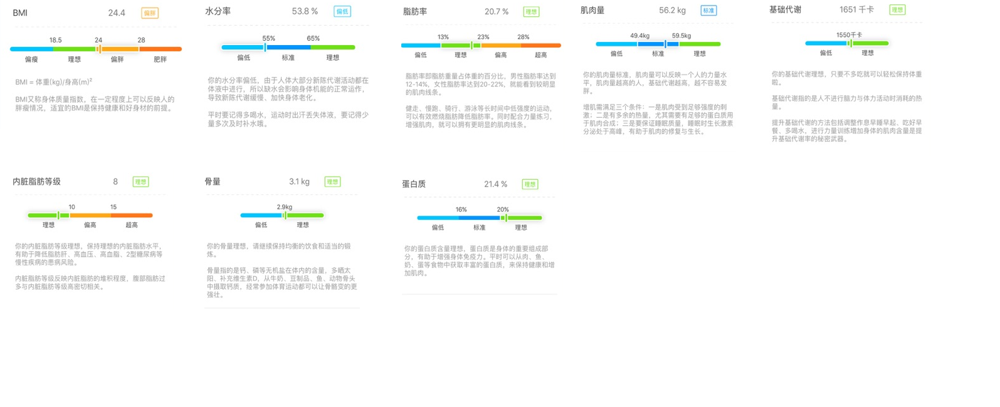 BMI 24.4 偏胖
18.5 24 28
偏瘦 理想 偏胖 肥胖
BMI = 体重(kg)/身高(m)²
BMI又称身体质量指数，在一定程度上可以反映人的
胖瘦情况，适宜的BMI是保持健康和好身材的前提。
水分率 53.8 % 偏低
55% 65%
偏低 标准 理想
你的水分率偏低，由于人体大部分新陈代谢活动都在
体液中进行，所以缺水会影响身体机能的正常运作，
导致新陈代谢缓慢、加快身体老化。
平时要记得多喝水，运动时出汗丢失体液，要记得少
量多次及时补水哦。
脂肪率 20.7 % 理想
13% 23% 28%
偏低 理想 偏高 超高
脂肪率即脂肪重量占体重的百分比，男性脂肪率达到
12-14%，女性脂肪率达到20-22%，就能看到较明显
的肌肉线条。
健走、慢跑、骑行、游泳等长时间中低强度的运动，
可以有效燃烧脂肪降低脂肪率。同时配合力量练习，
增强肌肉，就可以拥有更明显的肌肉线条。
肌肉量 56.2 kg 标准
49.4kg 59.5kg
偏低 标准 理想
你的肌肉量标准，肌肉量可以反映一个人的力量水
平，肌肉量越高的人，基础代谢越高，越不容易发
胖。
增肌需满足三个条件：一是肌肉受到足够强度的刺
激；二是有多余的热量，尤其需要有足够的蛋白质用
于肌肉合成；三是要保证睡眠质量，睡眠时生长激素
分泌处于高峰，有助于肌肉的修复与生长。
基础代谢 1651 千卡 理想
1550千卡
偏低 理想
你的基础代谢理想，只要不多吃就可以轻松保持体重
啦。
基础代谢指的是人不进行脑力与体力活动时消耗的热
量。
提升基础代谢的方法包括调整作息早睡早起、吃好早
餐、多喝水，进行力量训练增加身体的肌肉含量是提
升基础代谢率的秘密武器。
内脏脂肪等级 8 理想
10 15
理想 偏高 超高
你的内脏脂肪等级理想，保持理想的内脏脂肪水平，
有助于降低脂肪肝、高血压、高血脂、2型糖尿病等
慢性疾病的患病风险。
内脏脂肪等级反映内脏脂肪的堆积程度，腹部脂肪过
多与内脏脂肪等级高密切相关。
骨量 3.1 kg 理想
2.9kg
偏低 理想
你的骨量理想，请继续保持均衡的饮食和适当的锻
炼。
骨量指的是钙、磷等无机盐在体内的含量，多晒太
阳、补充维生素D，从牛奶、豆制品、鱼、动物骨头
中摄取钙质，经常参加体育运动都可以让骨骼变的更
强壮。
蛋白质 21.4 % 理想
16% 20%
偏低 标准 理想
你的蛋白质含量理想，蛋白质是身体的重要组成部
分，有助于增强身体免疫力。平时可以从肉、鱼、
奶、蛋等食物中获取丰富的蛋白质，来保持健康和增
加肌肉。